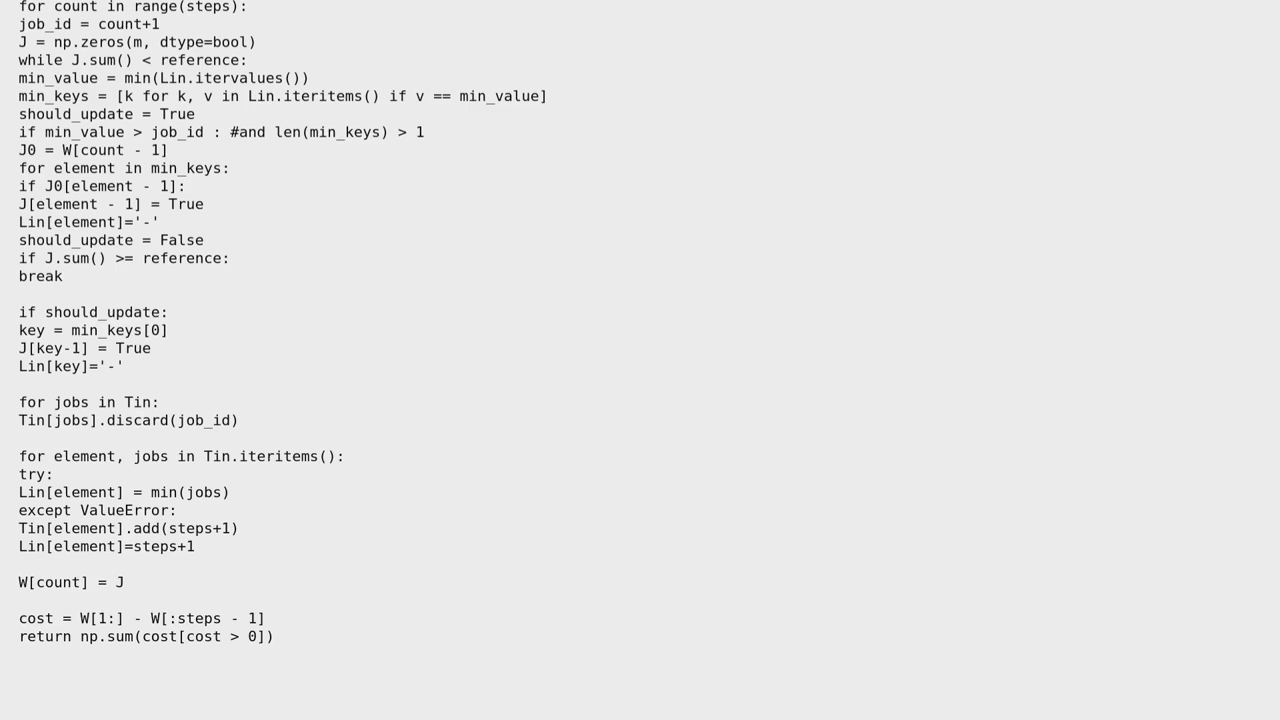 for count in range(steps):
job_id = count+1
J = np.zeros(m, dtype=bool)
while J.sum() < reference:
min_value = min(Lin.itervalues())
min_keys = [k for k, v in Lin.iteritems() if v == min_value]
should_update = True
if min_value > job_id : #and len(min_keys) > 1
J0 = W[count - 1]
for element in min_keys:
if J0[element - 1]:
J[element - 1] = True
Lin[element]='-'
should_update = False
if J.sum() >= reference:
break

if should_update:
key = min_keys[0]
J[key-1] = True
Lin[key]='-'

for jobs in Tin:
Tin[jobs].discard(job_id)

for element, jobs in Tin.iteritems():
try:
Lin[element] = min(jobs)
except ValueError:
Tin[element].add(steps+1)
Lin[element]=steps+1

W[count] = J

cost = W[1:] - W[:steps - 1]
return np.sum(cost[cost > 0])